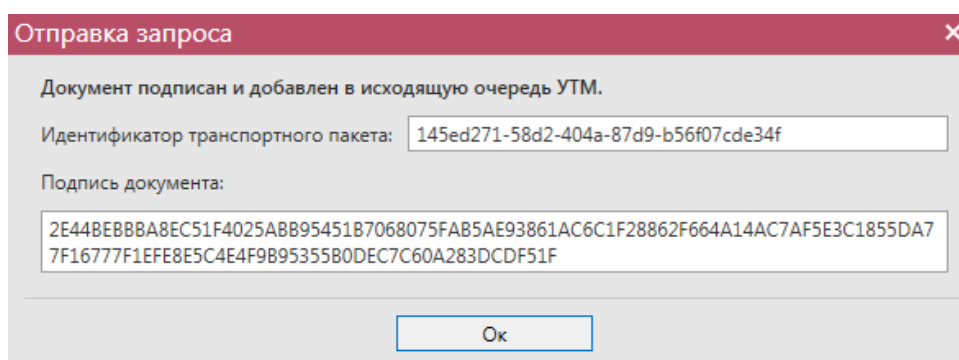 Отправка запроса
Документ подписан и добавлен в исходящую очередь УТМ.
Идентификатор транспортного пакета: 145ed271-58d2-404a-87d9-b56f07cde34f
Подпись документа:
2E44BEBBBA8EC51F4025ABB95451B7068075FAB5AE93861AC6C1F28862F664A14AC7AF5E3C1855DA7
7F16777F1EFE8E5C4E4F9B95355B0DEC7C60A283DCDF51F
Ок